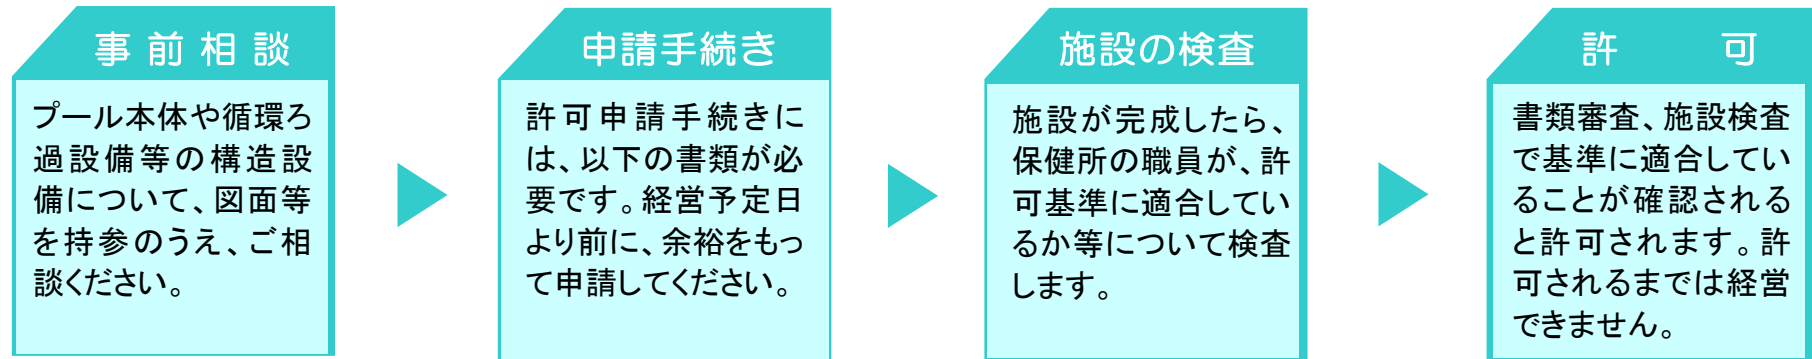 事前相談
プール本体や循環ろ
過設備等の構造設
備について、図面等
を持参のうえ、ご相
談ください。
申請手続き
許可申請手続きに
は、以下の書類が必
要です。経営予定日
より前に、余裕をもっ
て申請してください。
施設の検査
施設が完成したら、
保健所の職員が、許
可基準に適合してい
るか等について検査
します。
許 可
書類審査、施設検査
で基準に適合してい
ることが確認される
と許可されます。許
可されるまでは経営
できません。